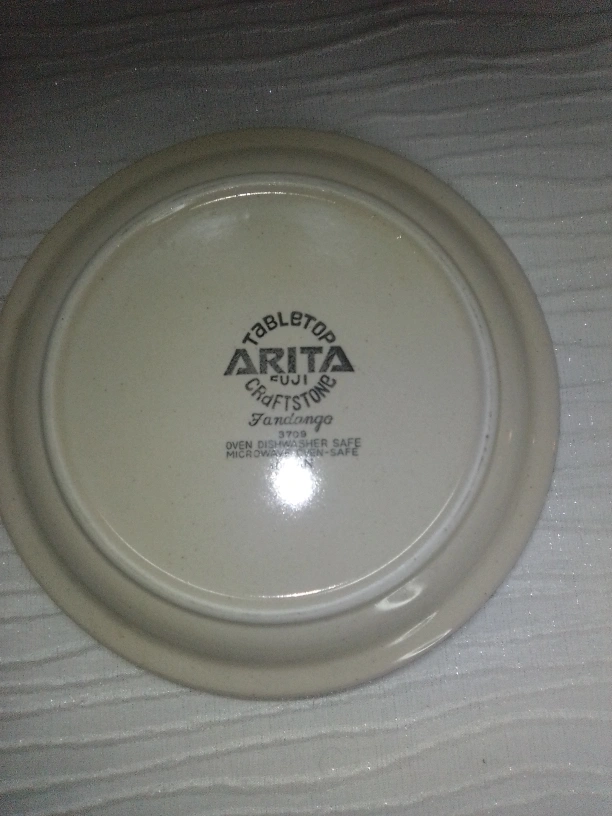 TaBLeTOP
ARITA
FUJI
CRaFTSTONe
Fandango
3709
OVEN DISHWASHER SAFE
MICROWAVE OVEN-SAFE